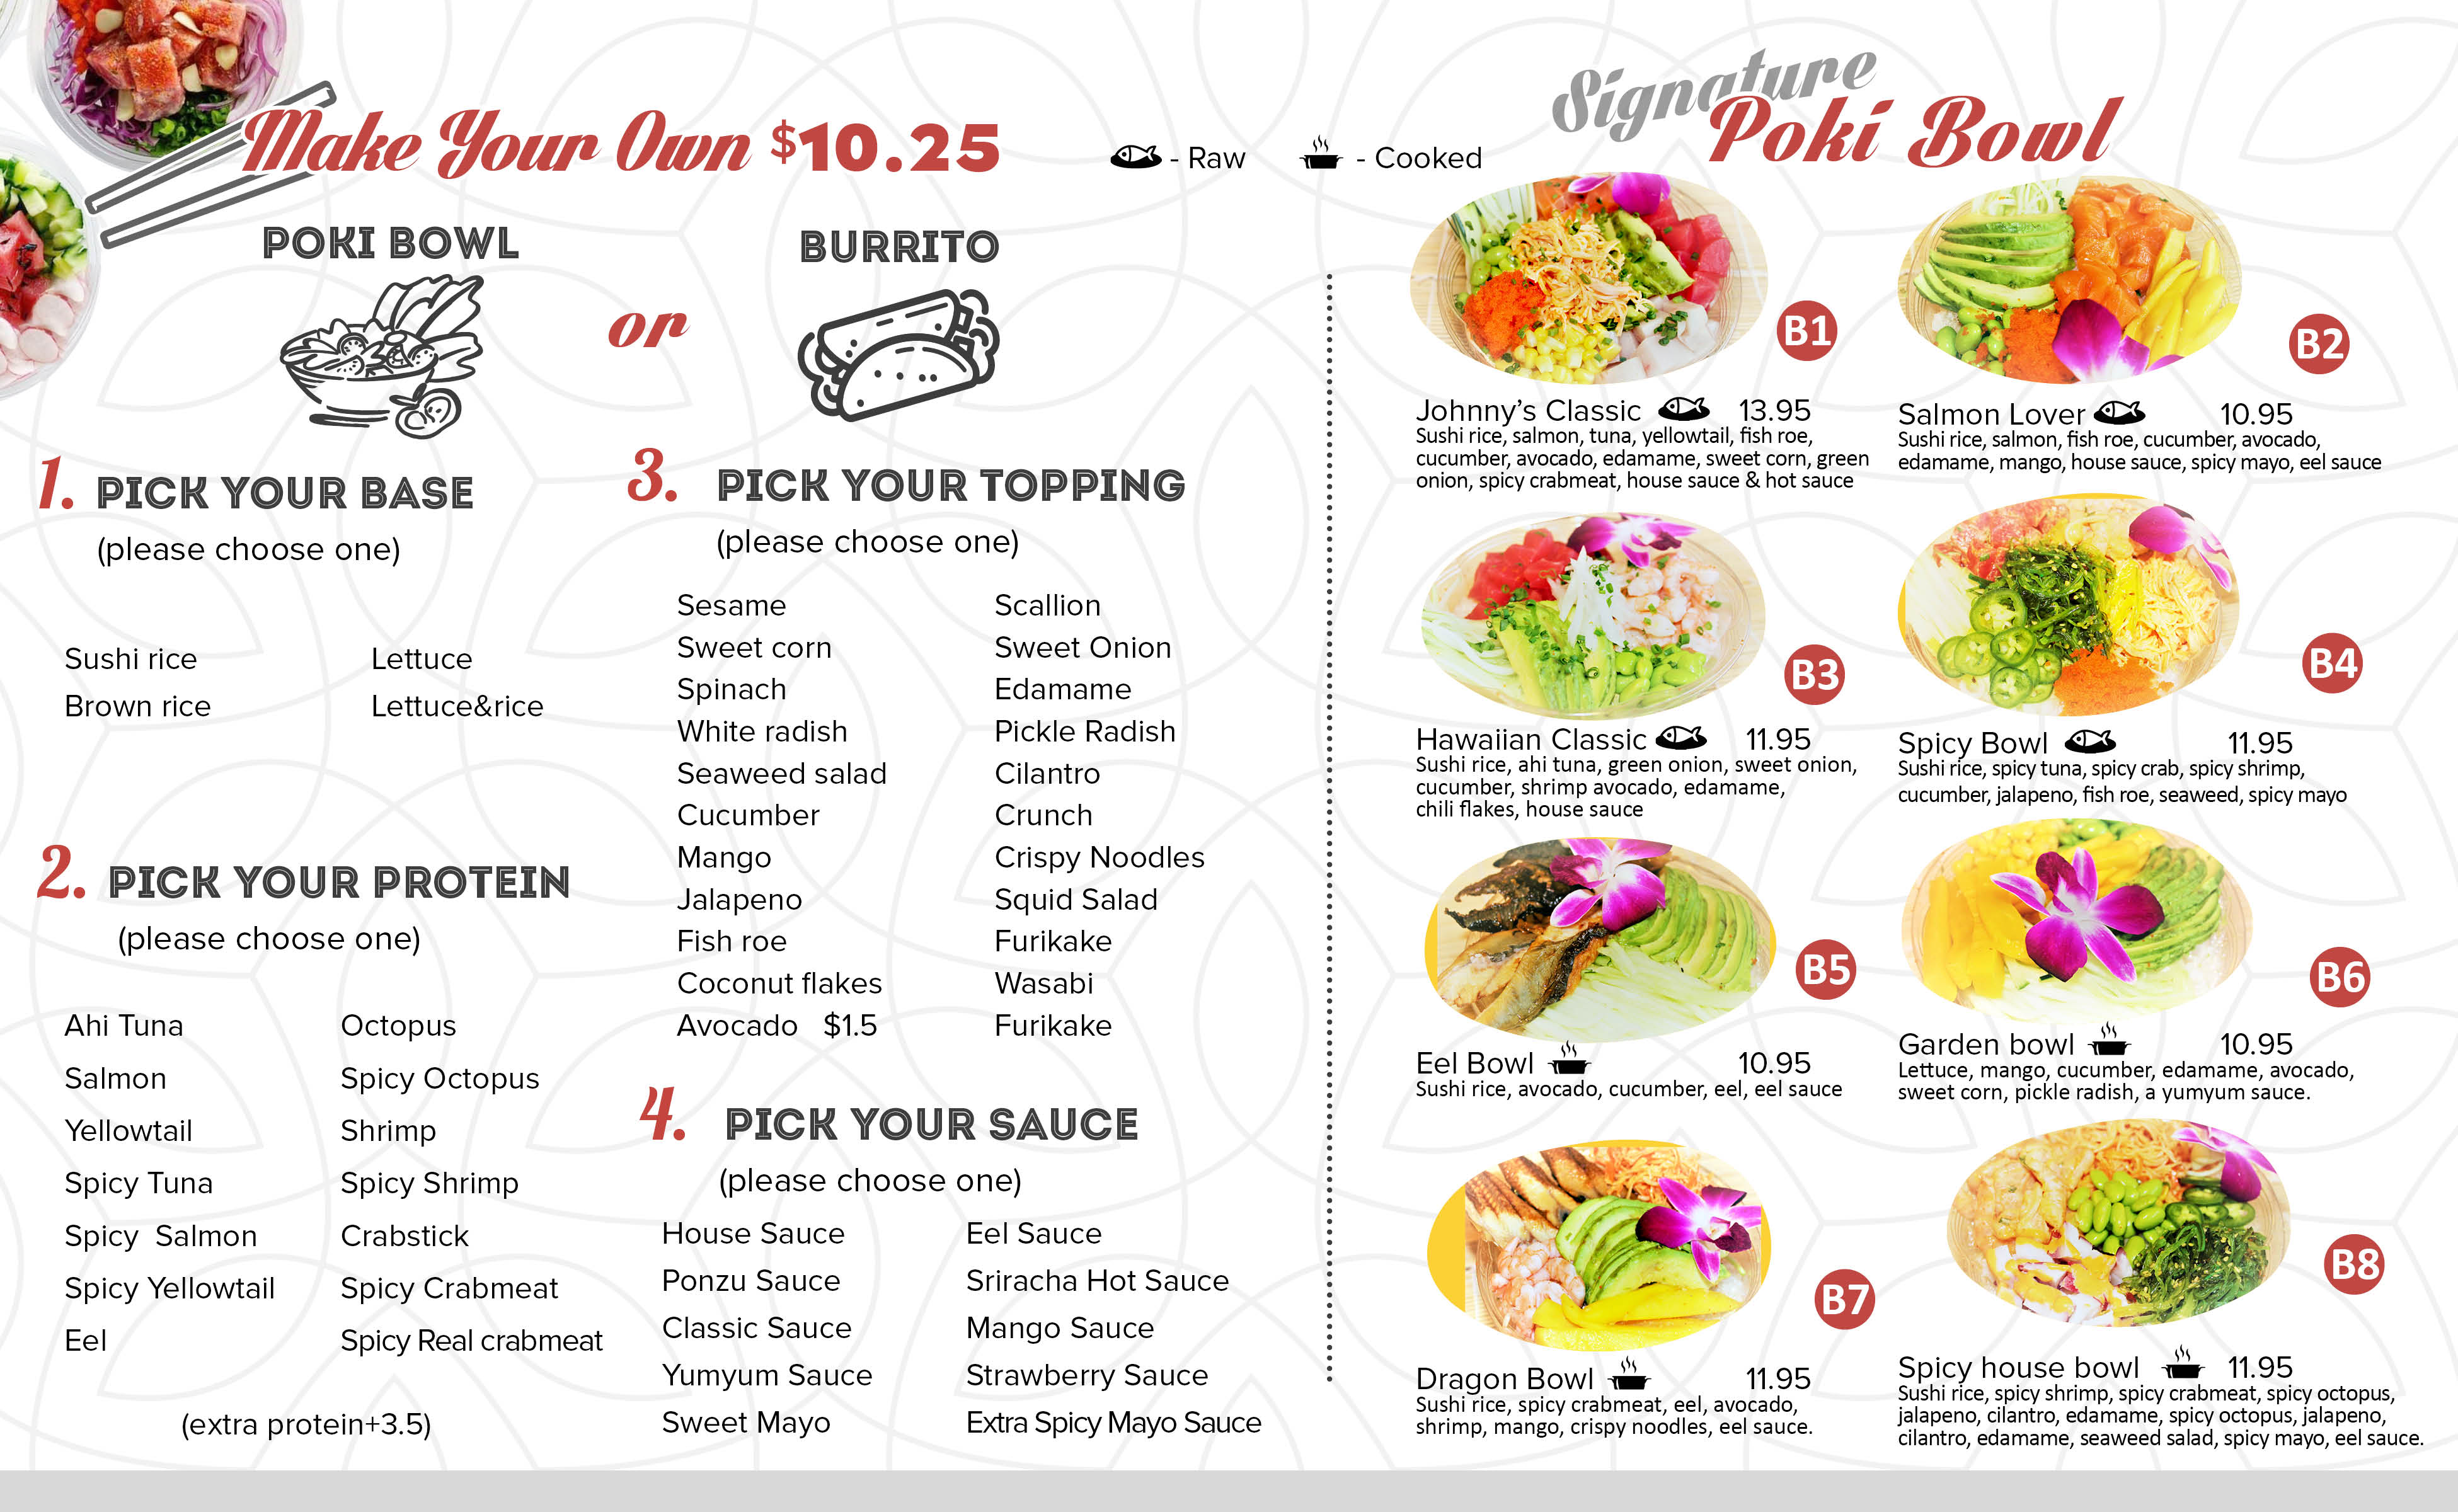 Make Your Own $10.25
- Raw
- Cooked
POKI BOWL
or
BURRITO
1. PICK YOUR BASE
(please choose one)
Sushi rice
Brown rice
Lettuce
Lettuce&rice
2. PICK YOUR PROTEIN
(please choose one)
Ahi Tuna
Salmon
Yellowtail
Spicy Tuna
Spicy Salmon
Spicy Yellowtail
Eel
Octopus
Spicy Octopus
Shrimp
Spicy Shrimp
Crabstick
Spicy Crabmeat
Spicy Real crabmeat
(extra protein+3.5)
3. PICK YOUR TOPPING
(please choose one)
Sesame
Sweet corn
Spinach
White radish
Seaweed salad
Cucumber
Mango
Jalapeno
Fish roe
Coconut flakes
Avocado $1.5
Scallion
Sweet Onion
Edamame
Pickle Radish
Cilantro
Crunch
Crispy Noodles
Squid Salad
Furikake
Wasabi
Furikake
4. PICK YOUR SAUCE
(please choose one)
House Sauce
Ponzu Sauce
Classic Sauce
Yumyum Sauce
Sweet Mayo
Eel Sauce
Sriracha Hot Sauce
Mango Sauce
Strawberry Sauce
Extra Spicy Mayo Sauce
Signature
Poki Bowl
B1
Johnny's Classic 13.95
Sushi rice, salmon, tuna, yellowtail, fish roe,
cucumber, avocado, edamame, sweet corn, green
onion, spicy crabmeat, house sauce & hot sauce
B2
Salmon Lover 10.95
Sushi rice, salmon, fish roe, cucumber, avocado,
edamame, mango, house sauce, spicy mayo, eel sauce
B3
Hawaiian Classic 11.95
Sushi rice, ahi tuna, green onion, sweet onion,
cucumber, shrimp avocado, edamame,
chili flakes, house sauce
B4
Spicy Bowl 11.95
Sushi rice, spicy tuna, spicy crab, spicy shrimp,
cucumber, jalapeno, fish roe, seaweed, spicy mayo
B5
Eel Bowl 10.95
Sushi rice, avocado, cucumber, eel, eel sauce
B6
Garden bowl 10.95
Lettuce, mango, cucumber, edamame, avocado,
sweet corn, pickle radish, a yumyum sauce.
B7
Dragon Bowl 11.95
Sushi rice, spicy crabmeat, eel, avocado,
shrimp, mango, crispy noodles, eel sauce.
B8
Spicy house bowl 11.95
Sushi rice, spicy shrimp, spicy crabmeat, spicy octopus,
jalapeno, cilantro, edamame, spicy octopus, jalapeno,
cilantro, edamame, seaweed salad, spicy mayo, eel sauce.